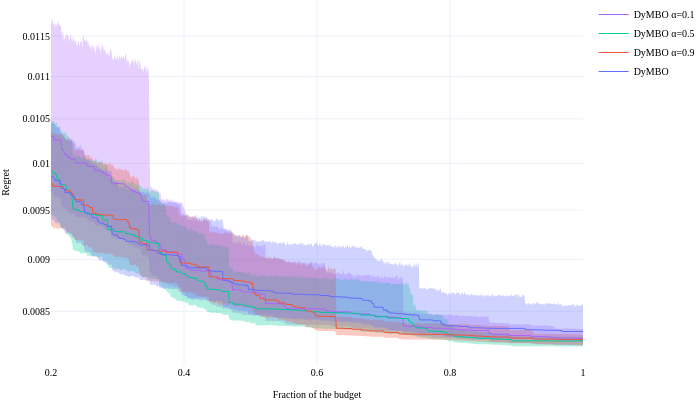 DyMBO α=0.1
DyMBO α=0.5
DyMBO α=0.9
DyMBO
0.0115
0.011
0.0105
0.01
0.0095
0.009
0.0085
Regret
0.2
0.4
0.6
0.8
1
Fraction of the budget